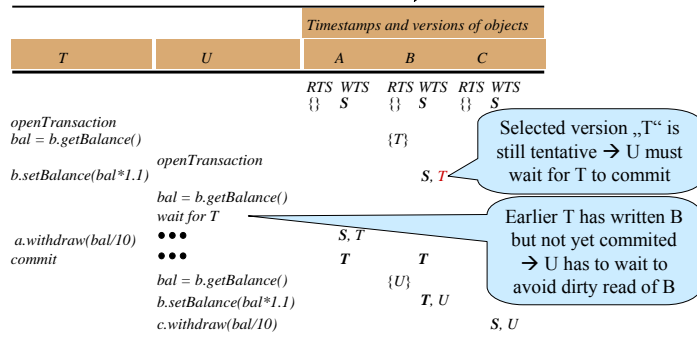 Timestamps and versions of objects
T U A B C
RTS WTS RTS WTS RTS WTS
{} S {} S {} S
openTransaction
bal = b.getBalance() {T}
openTransaction
b.setBalance(bal*1.1) S, T
bal = b.getBalance()
wait for T
a.withdraw(bal/10) ●●● S, T
commit ●●● T T
bal = b.getBalance() {U}
b.setBalance(bal*1.1) T, U
c.withdraw(bal/10) S, U
Selected version „T“ is
still tentative → U must
wait for T to commit
Earlier T has written B
but not yet commited
→ U has to wait to
avoid dirty read of B